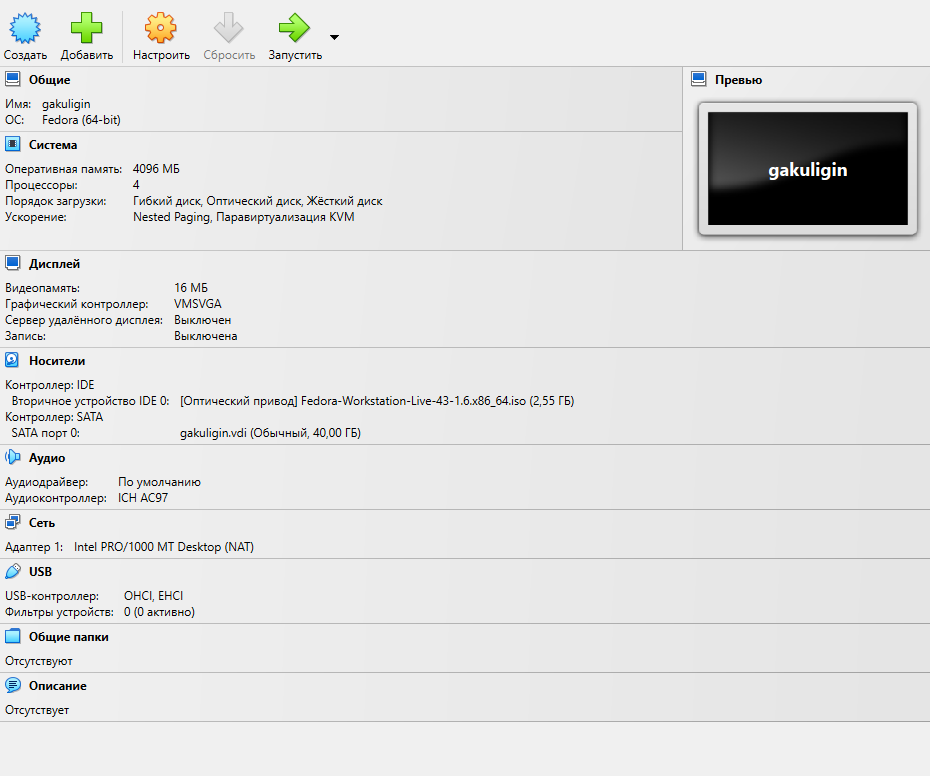 Создать Добавить Настроить Сбросить Запустить
Общие
Имя: gakuligin
ОС: Fedora (64-bit)
Превью
gakuligin
Система
Оперативная память: 4096 МБ
Процессоры: 4
Порядок загрузки: Гибкий диск, Оптический диск, Жёсткий диск
Ускорение: Nested Paging, Паравиртуализация KVM
Дисплей
Видеопамять: 16 МБ
Графический контроллер: VMSVGA
Сервер удалённого дисплея: Выключен
Запись: Выключена
Носители
Контроллер: IDE
Вторичное устройство IDE 0: [Оптический привод] Fedora-Workstation-Live-43-1.6.x86_64.iso (2,55 ГБ)
Контроллер: SATA
SATA порт 0: gakuligin.vdi (Обычный, 40,00 ГБ)
Аудио
Аудиодрайвер: По умолчанию
Аудиоконтроллер: ICH AC97
Сеть
Адаптер 1: Intel PRO/1000 MT Desktop (NAT)
USB
USB-контроллер: OHCI, EHCI
Фильтры устройств: 0 (0 активно)
Общие папки
Отсутствуют
Описание
Отсутствует